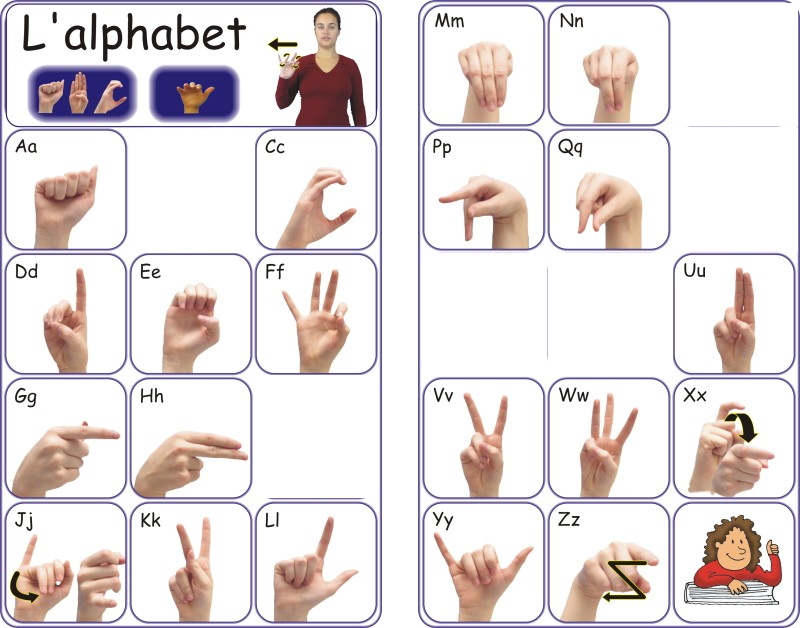 L'alphabet
Aa
Cc
Dd
Ee
Ff
Gg
Hh
Jj
Kk
Ll
Mm
Nn
Pp
Qq
Uu
Vv
Ww
Xx
Yy
Zz